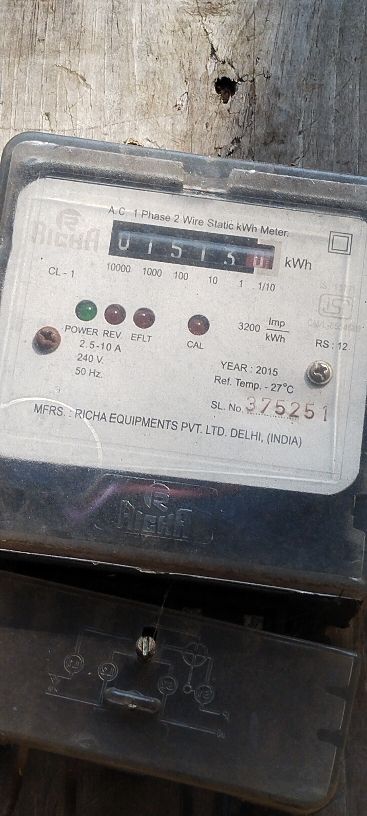 A.C. 1 Phase 2 Wire Static kWh Meter.
RICHA
01513 kWh
CL-1 10000 1000 100 10 1 1/10
POWER REV EFLT CAL 3200 Imp/kWh RS : 12
2.5-10 A
240 V.
50 Hz.
YEAR : 2015
Ref. Temp. - 27°C
SL. No. 375251
MFRS. : RICHA EQUIPMENTS PVT. LTD. DELHI, (INDIA)
RICHA